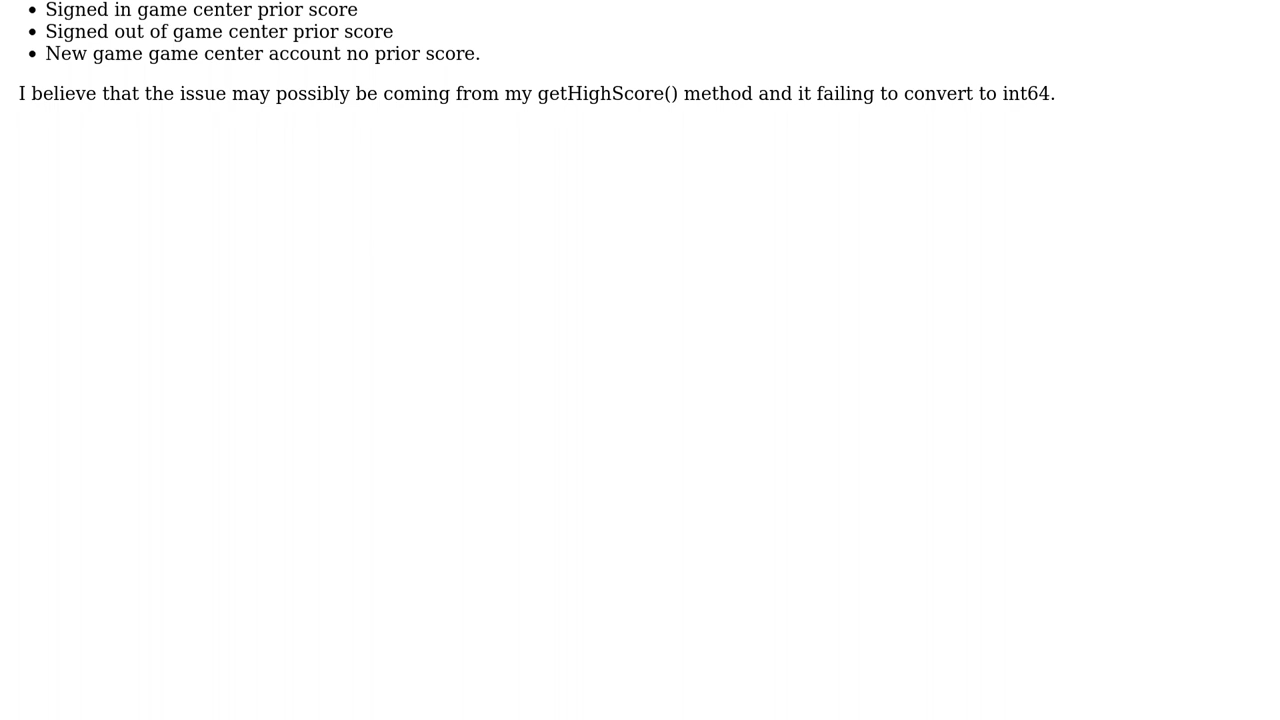 Signed in game center prior score
Signed out of game center prior score
New game game center account no prior score.
I believe that the issue may possibly be coming from my getHighScore() method and it failing to convert to int64.